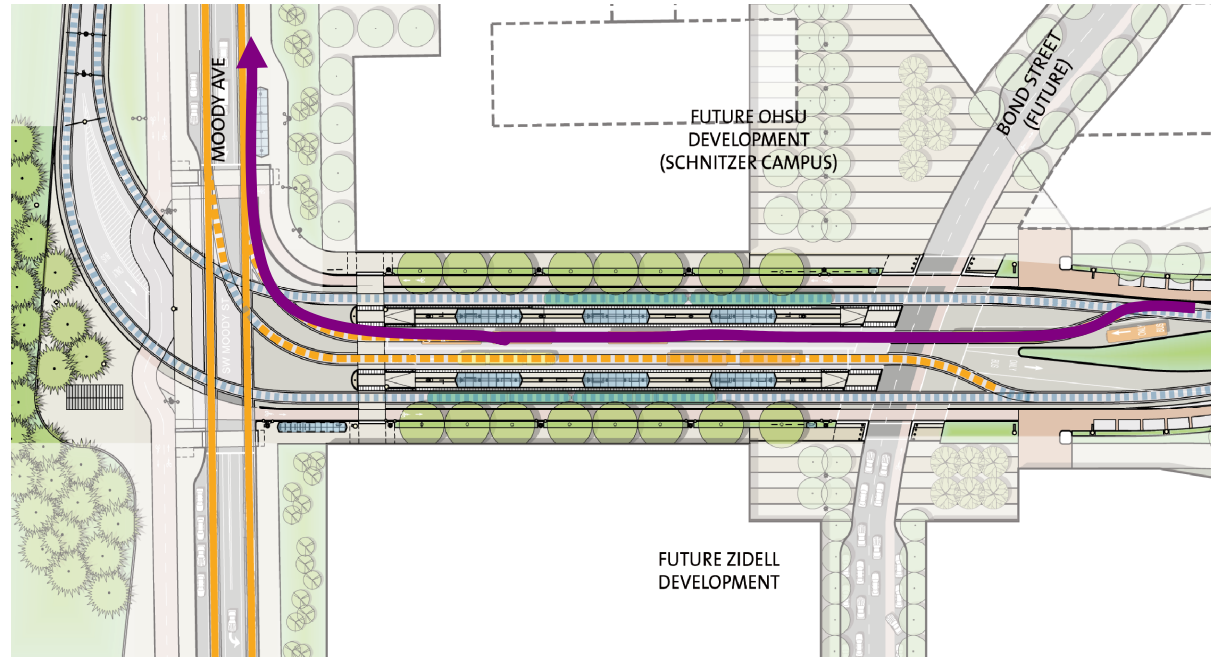 MOODY AVE
FUTURE OHSU
DEVELOPMENT
(SCHNITZER CAMPUS)
BOND STREET
(FUTURE)
SW MOODY
FUTURE ZIDELL
DEVELOPMENT